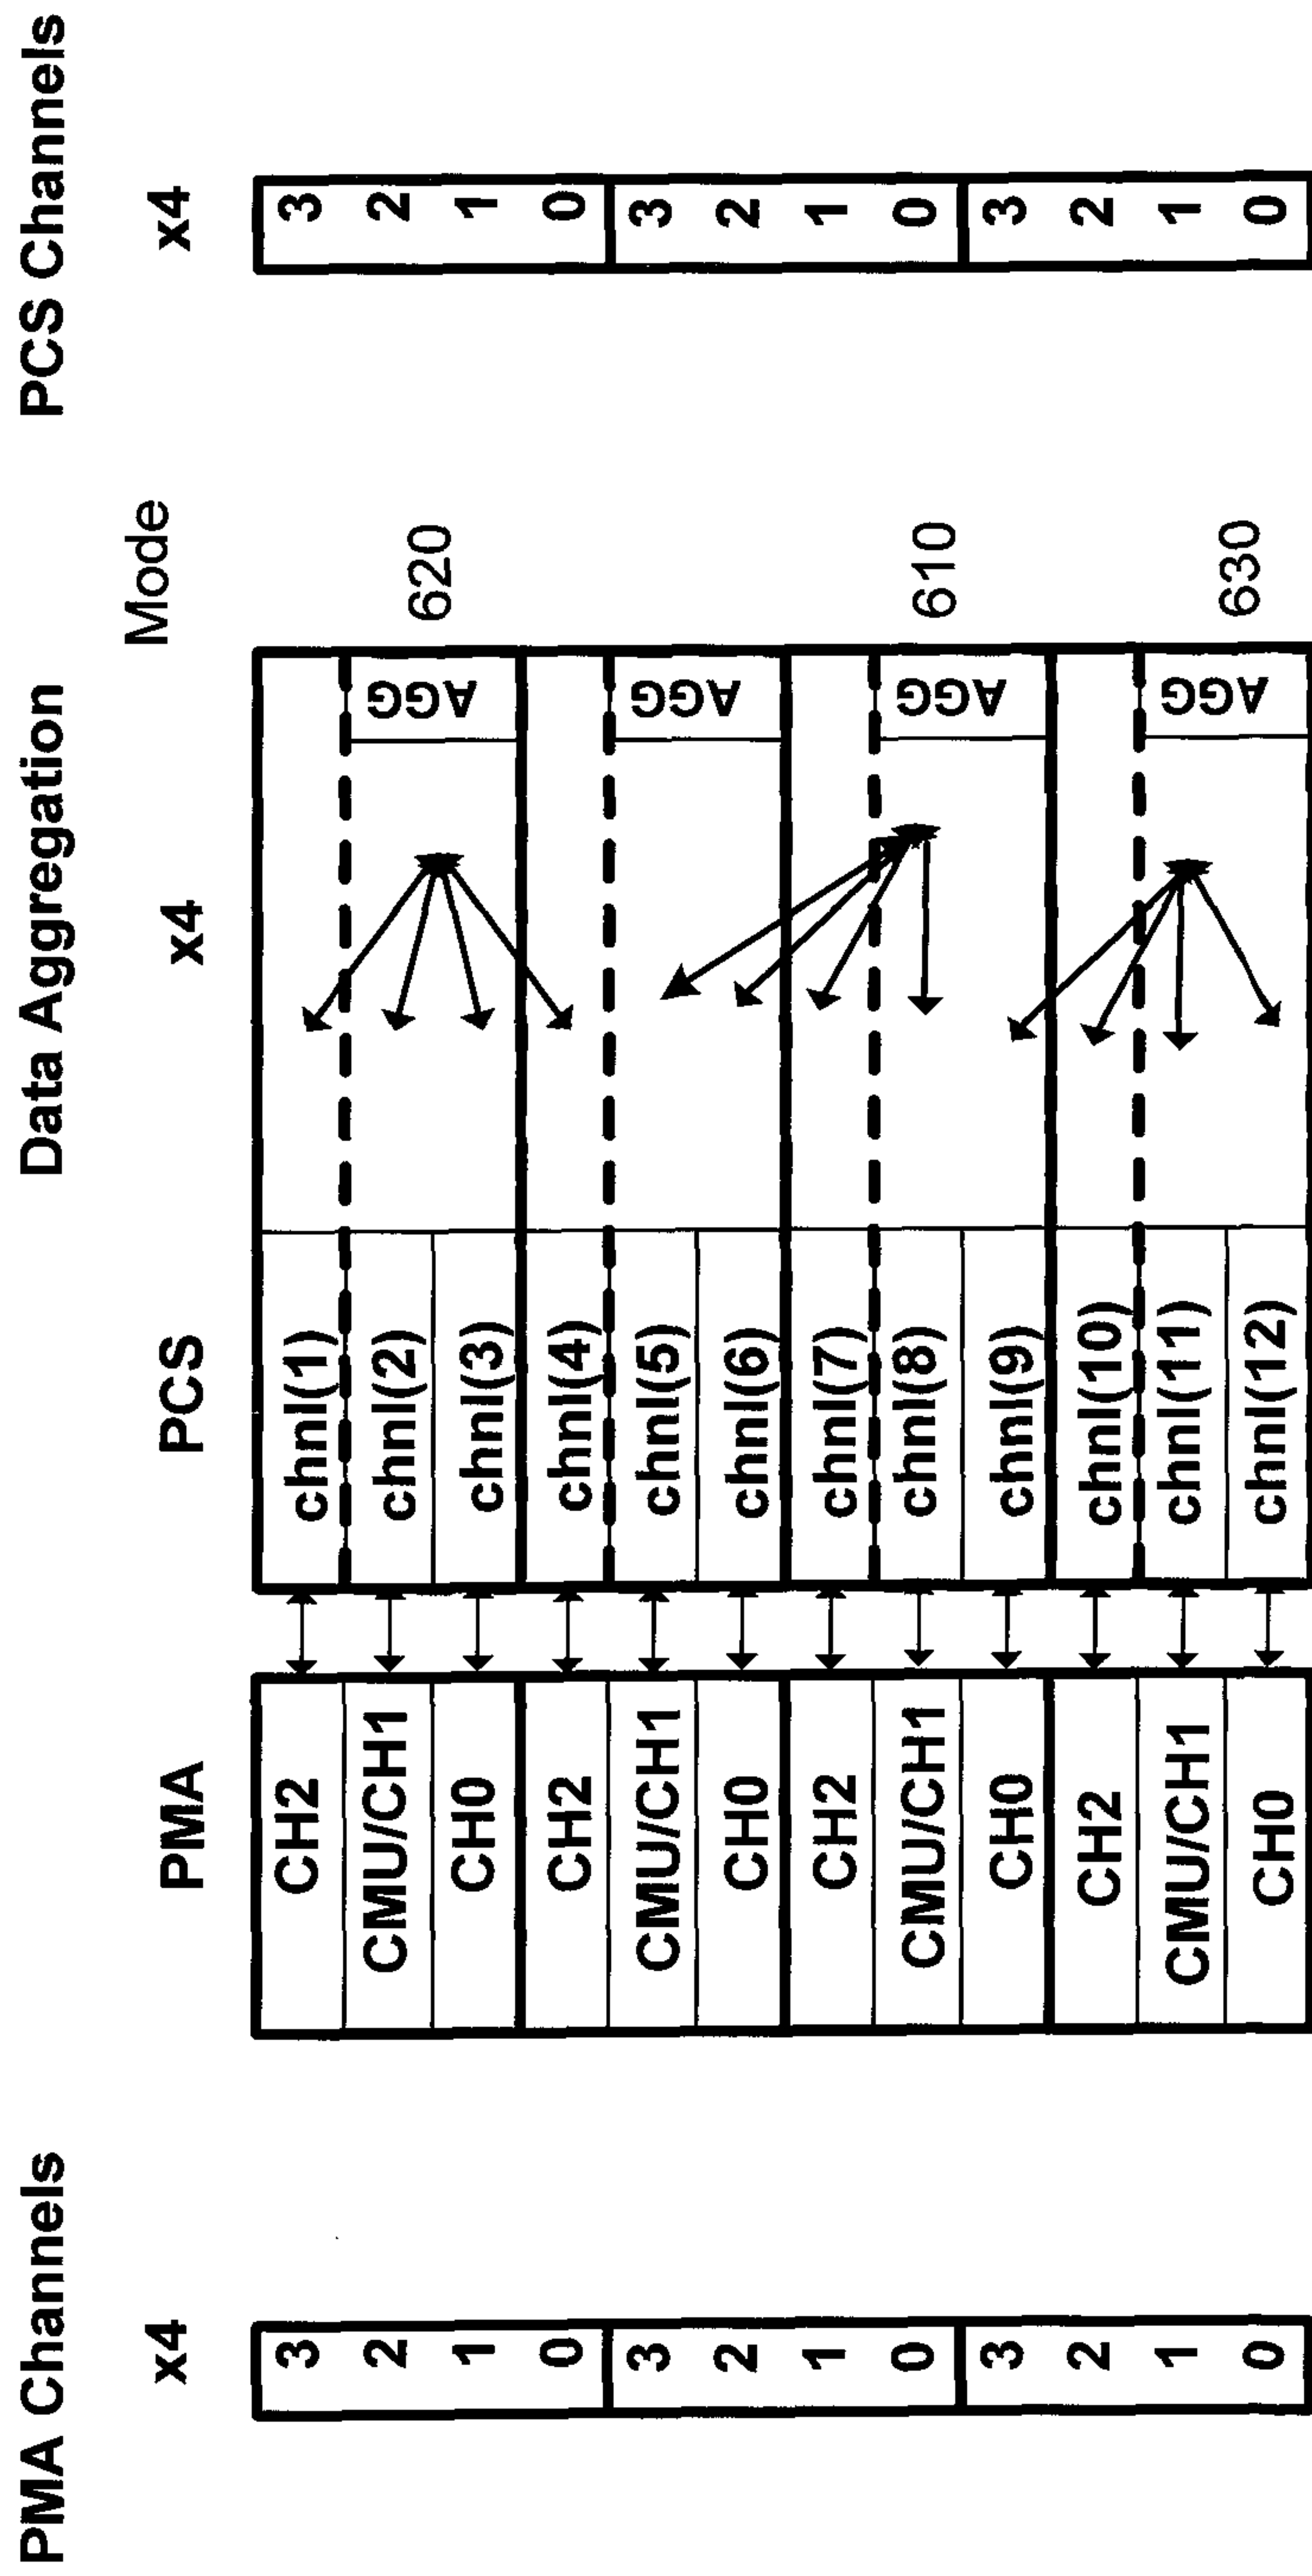 PMA Channels
Data Aggregation
PCS Channels
x4
PMA
PCS
x4
Mode
x4
3
CH2
chnl(1)
3
2
CMU/CH1
chnl(2)
AGG
620
2
1
CH0
chnl(3)
1
0
CH2
chnl(4)
0
3
CMU/CH1
chnl(5)
AGG
3
2
CH0
chnl(6)
2
1
CH2
chnl(7)
1
0
CMU/CH1
chnl(8)
AGG
610
0
3
CH0
chnl(9)
3
2
CH2
chnl(10)
2
1
CMU/CH1
chnl(11)
AGG
630
1
0
CH0
chnl(12)
0